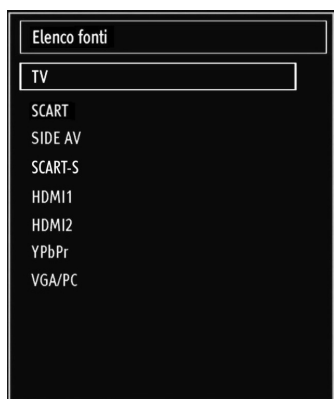 Elenco fonti
TV
SCART
SIDE AV
SCART-S
HDMI1
HDMI2
YPbPr
VGA/PC